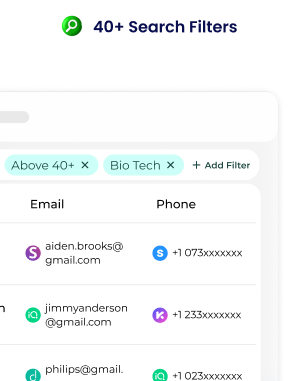 40+ Search Filters
Above 40+ × Bio Tech × + Add Filter
Email Phone
aiden.brooks@
gmail.com
+1 073xxxxxxx
jimmyanderson
@gmail.com
+1 233xxxxxxx
philips@gmail.
com
+1 023xxxxxxx